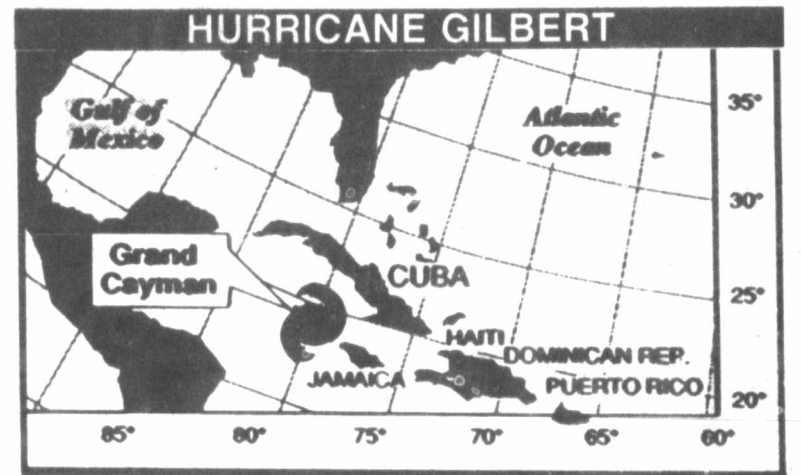 HURRICANE GILBERT
Gulf of
Mexico
Atlantic
Ocean
35°
30°
25°
20°
Grand
Cayman
CUBA
HAITI
DOMINICAN REP.
JAMAICA
PUERTO RICO
85°
80°
75°
70°
65°
60°